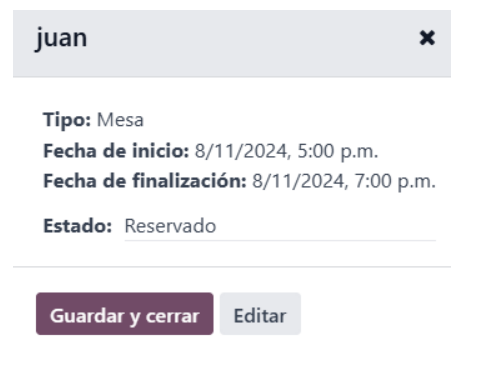 juan
Tipo: Mesa
Fecha de inicio: 8/11/2024, 5:00 p.m.
Fecha de finalización: 8/11/2024, 7:00 p.m.
Estado: Reservado
Guardar y cerrar Editar